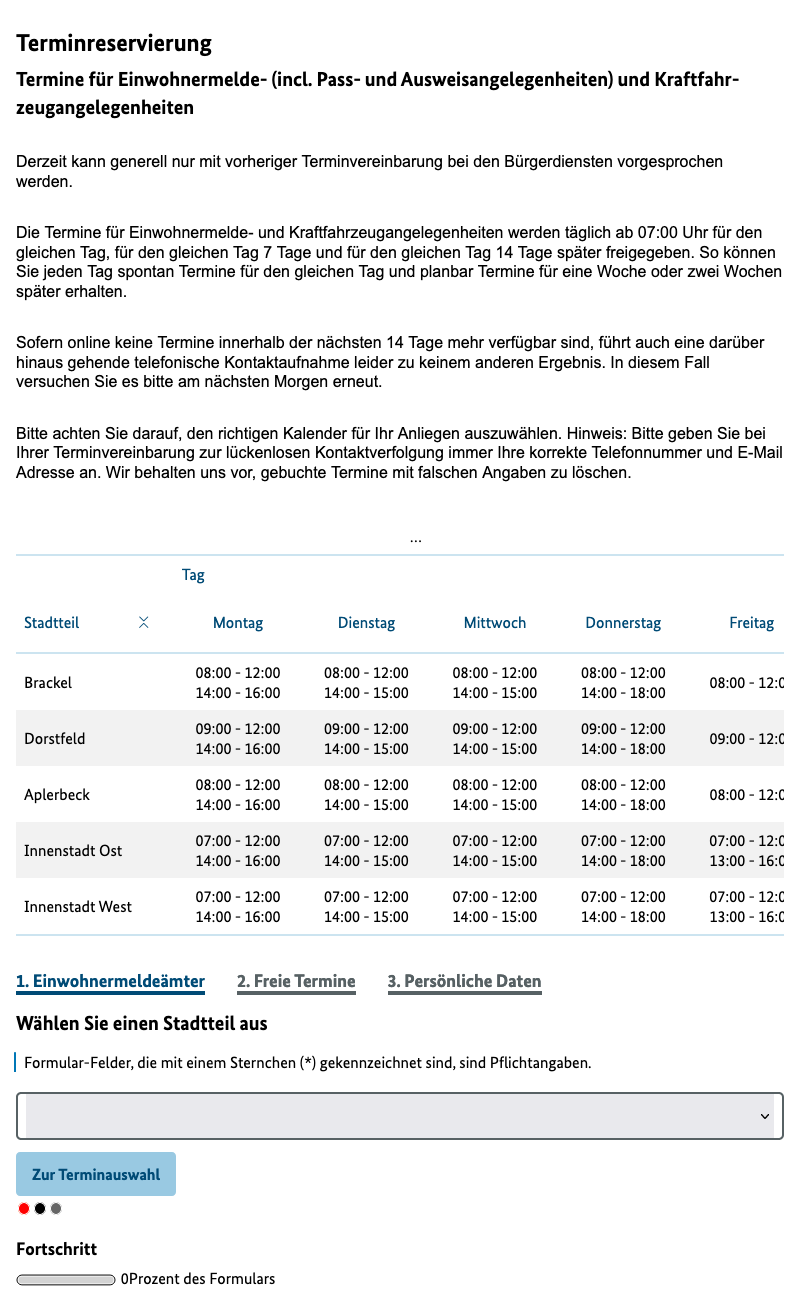 Terminreservierung
Termine für Einwohnermelde- (incl. Pass- und Ausweisangelegenheiten) und Kraftfahr-
zeugangelegenheiten
Derzeit kann generell nur mit vorheriger Terminvereinbarung bei den Bürgerdiensten vorgesprochen
werden.
Die Termine für Einwohnermelde- und Kraftfahrzeugangelegenheiten werden täglich ab 07:00 Uhr für den
gleichen Tag, für den gleichen Tag 7 Tage und für den gleichen Tag 14 Tage später freigegeben. So können
Sie jeden Tag spontan Termine für den gleichen Tag und planbar Termine für eine Woche oder zwei Wochen
später erhalten.
Sofern online keine Termine innerhalb der nächsten 14 Tage mehr verfügbar sind, führt auch eine darüber
hinaus gehende telefonische Kontaktaufnahme leider zu keinem anderen Ergebnis. In diesem Fall
versuchen Sie es bitte am nächsten Morgen erneut.
Bitte achten Sie darauf, den richtigen Kalender für Ihr Anliegen auszuwählen. Hinweis: Bitte geben Sie bei
Ihrer Terminvereinbarung zur lückenlosen Kontaktverfolgung immer Ihre korrekte Telefonnummer und E-Mail
Adresse an. Wir behalten uns vor, gebuchte Termine mit falschen Angaben zu löschen.
...
Tag
Stadtteil Montag Dienstag Mittwoch Donnerstag Freitag
Brackel 08:00 - 12:00 08:00 - 12:00 08:00 - 12:00 08:00 - 12:00 08:00 - 12:0
14:00 - 16:00 14:00 - 15:00 14:00 - 15:00 14:00 - 18:00
Dorstfeld 09:00 - 12:00 09:00 - 12:00 09:00 - 12:00 09:00 - 12:00 09:00 - 12:0
14:00 - 16:00 14:00 - 15:00 14:00 - 15:00 14:00 - 18:00
Aplerbeck 08:00 - 12:00 08:00 - 12:00 08:00 - 12:00 08:00 - 12:00 08:00 - 12:0
14:00 - 16:00 14:00 - 15:00 14:00 - 15:00 14:00 - 18:00
Innenstadt Ost 07:00 - 12:00 07:00 - 12:00 07:00 - 12:00 07:00 - 12:00 07:00 - 12:0
14:00 - 16:00 14:00 - 15:00 14:00 - 15:00 14:00 - 18:00 13:00 - 16:0
Innenstadt West 07:00 - 12:00 07:00 - 12:00 07:00 - 12:00 07:00 - 12:00 07:00 - 12:0
14:00 - 16:00 14:00 - 15:00 14:00 - 15:00 14:00 - 18:00 13:00 - 16:0
1. Einwohnermeldeämter 2. Freie Termine 3. Persönliche Daten
Wählen Sie einen Stadtteil aus
Formular-Felder, die mit einem Sternchen (*) gekennzeichnet sind, sind Pflichtangaben.
Zur Terminauswahl
Fortschritt
0Prozent des Formulars